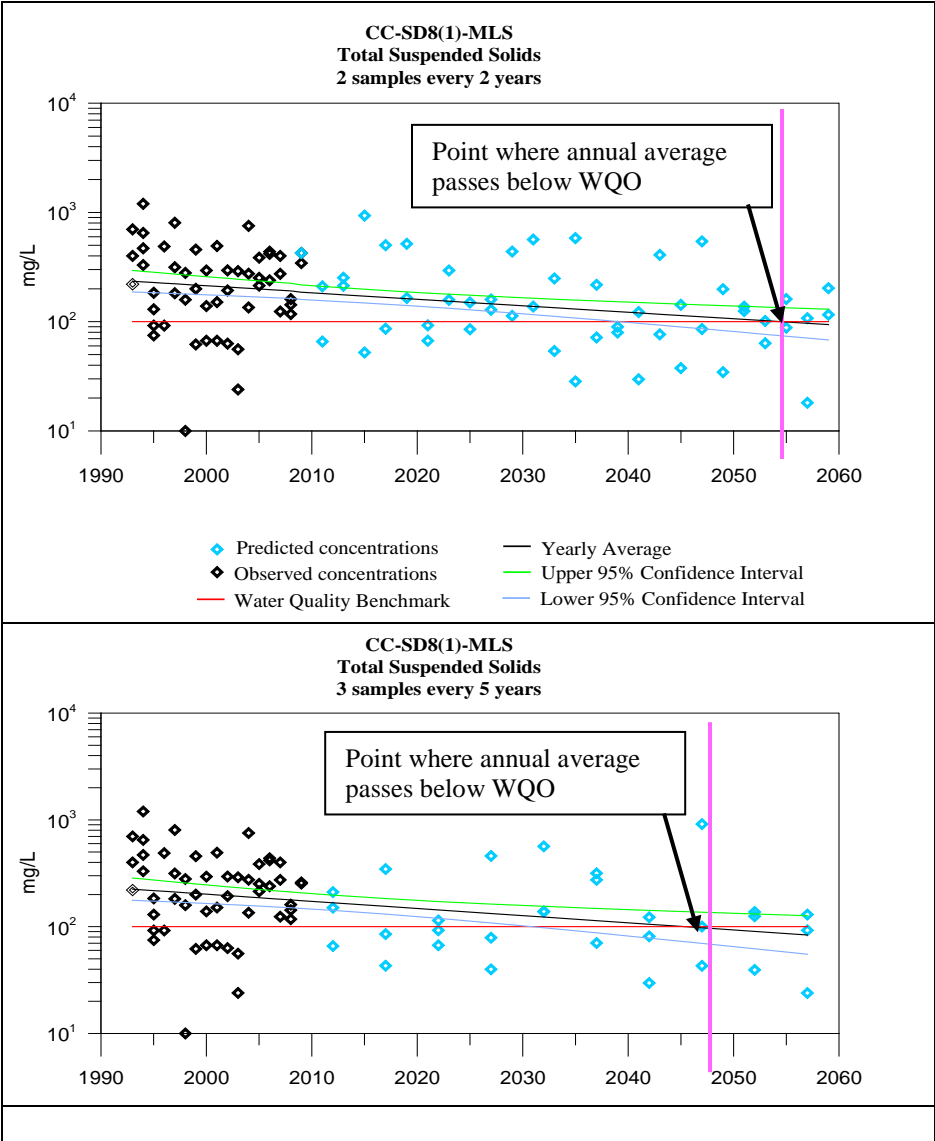 CC-SD8(1)-MLS
Total Suspended Solids
2 samples every 2 years
10⁴
10³
10²
10¹
mg/L
Point where annual average
passes below WQO
1990 2000 2010 2020 2030 2040 2050 2060
Predicted concentrations
Observed concentrations
Water Quality Benchmark
Yearly Average
Upper 95% Confidence Interval
Lower 95% Confidence Interval
CC-SD8(1)-MLS
Total Suspended Solids
3 samples every 5 years
10⁴
10³
10²
10¹
mg/L
Point where annual average
passes below WQO
1990 2000 2010 2020 2030 2040 2050 2060